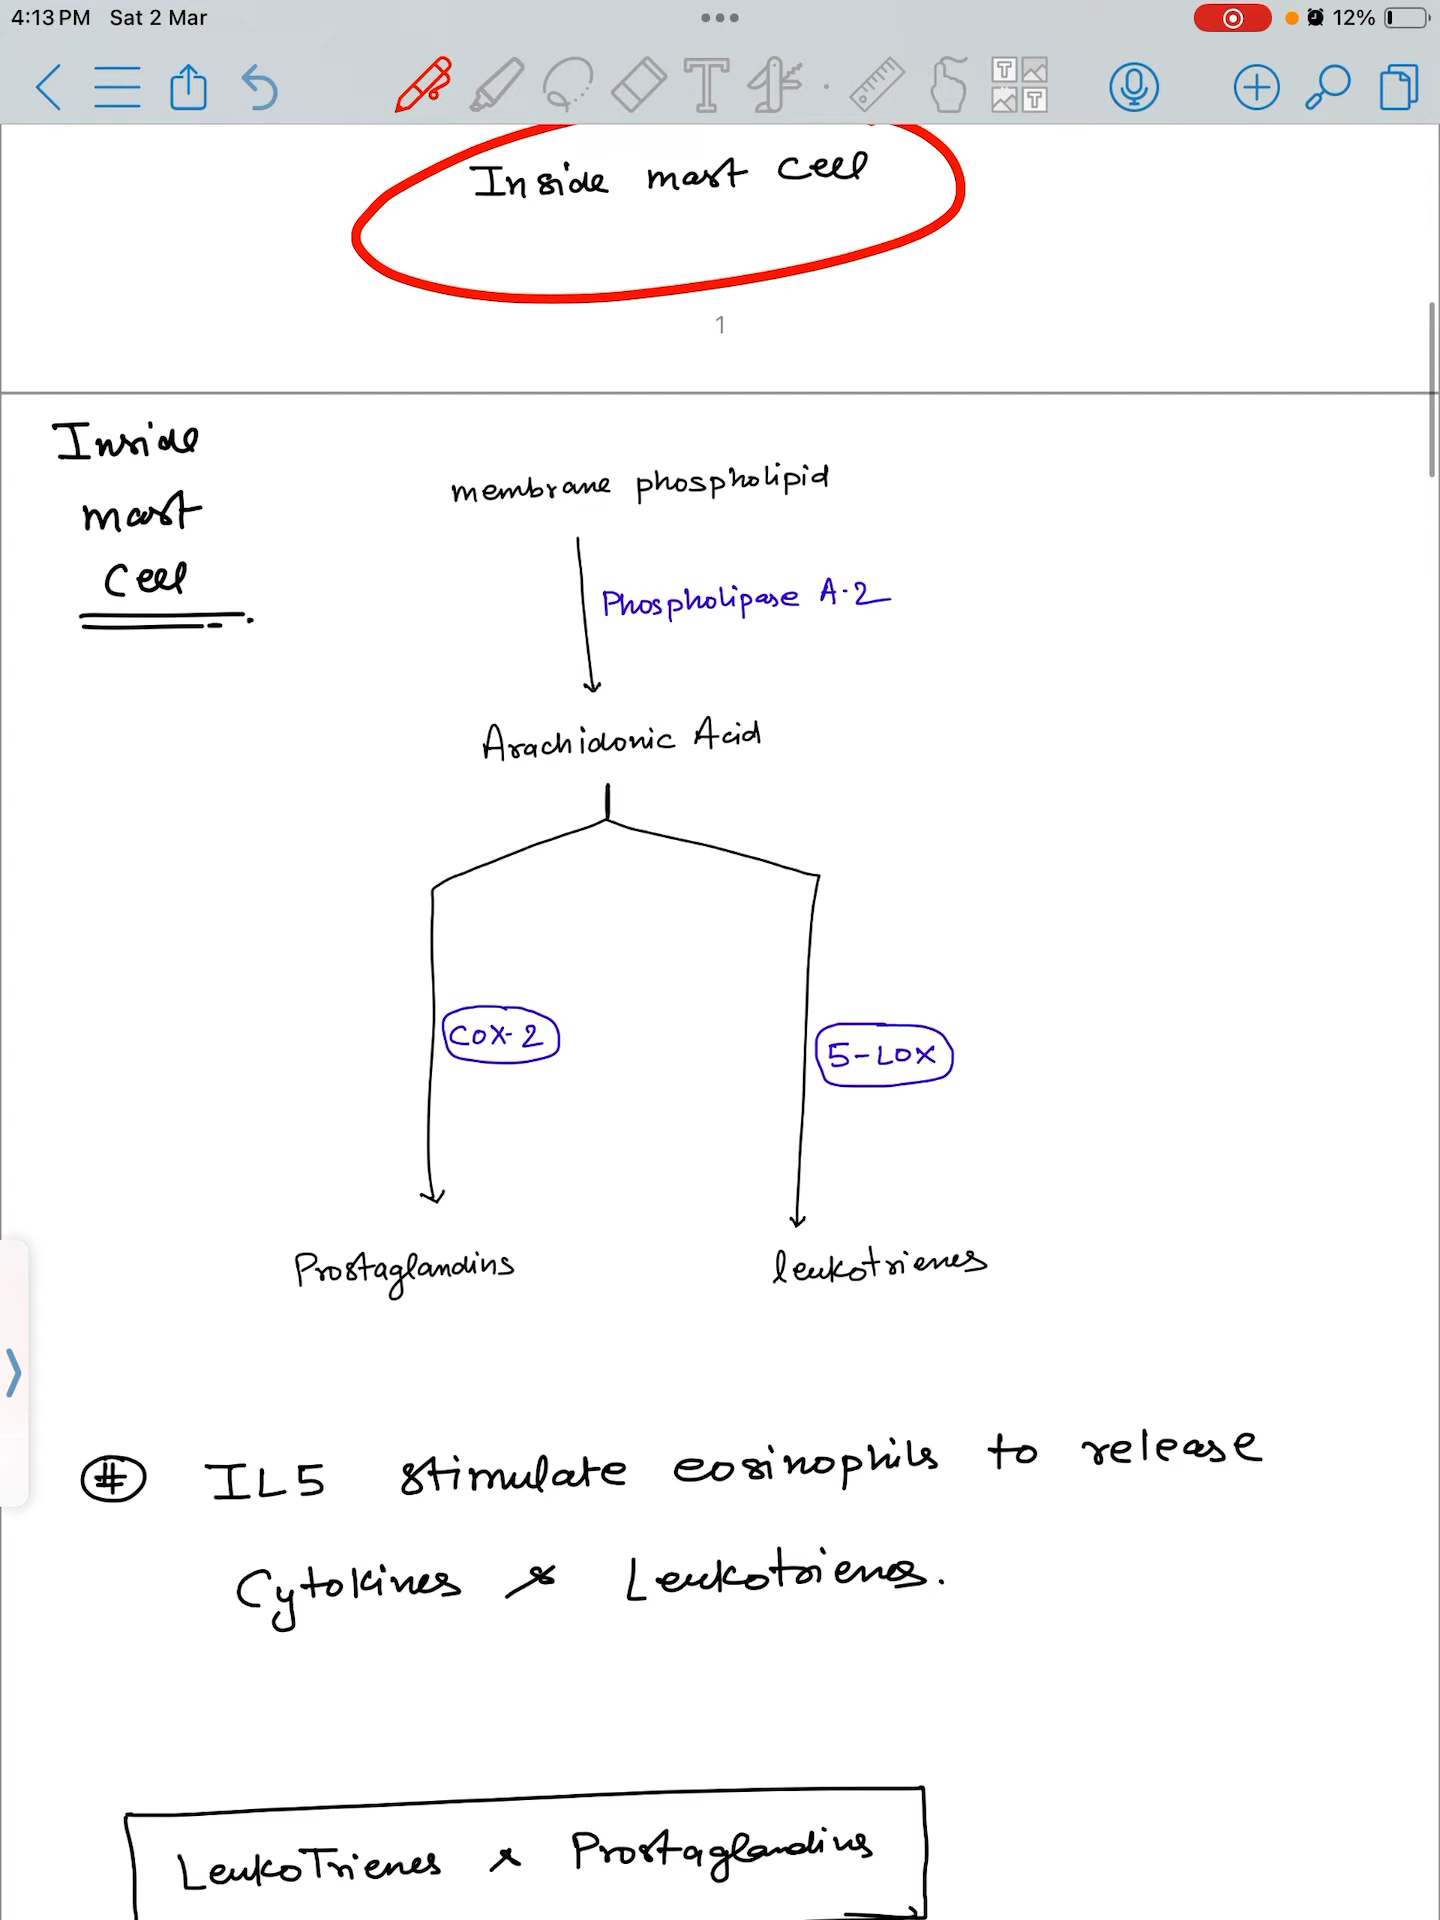 4:13 PM Sat 2 Mar
12%
Inside mast cell
1
Inside
mast
cell
membrane phospholipid
Phospholipase A-2
Arachidonic Acid
COX-2
5-LOX
Prostaglandins
leukotrienes
# IL5 stimulate eosinophils to release
Cytokines & Leukotrienes.
LeukoTrienes & Prostaglandins